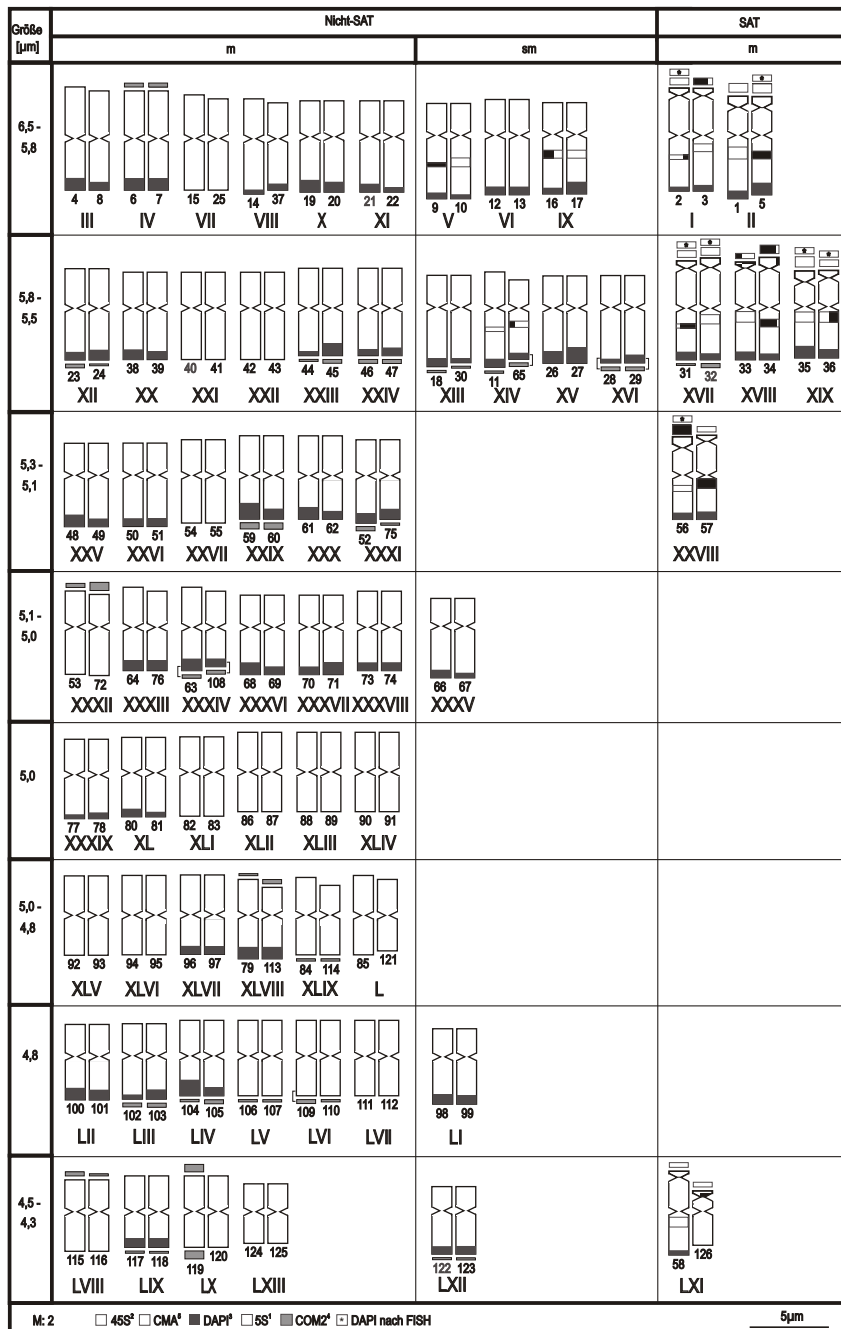 Größe
[µm]
Nicht-SAT
SAT
m
sm
m
6,5 -
5,8
4 8 6 7 15 25 14 37 19 20 21 22 9 10 12 13 16 17 2 3 1 5
III IV VII VIII X XI V VI IX I II
5,8 -
5,5
23 24 38 39 40 41 42 43 44 45 46 47 18 30 11 65 26 27 28 29 31 32 33 34 35 36
XII XX XXI XXII XXIII XXIV XIII XIV XV XVI XVII XVIII XIX
5,3 -
5,1
48 49 50 51 54 55 59 60 61 62 52 75 56 57
XXV XXVI XXVII XXIX XXX XXXI XXVIII
5,1 -
5,0
53 72 64 76 63 108 68 69 70 71 73 74 66 67
XXXII XXXIII XXXIV XXXVI XXXVII XXXVIII XXXV
5,0
77 78 80 81 82 83 86 87 88 89 90 91
XXXIX XL XLI XLII XLIII XLIV
5,0 -
4,8
92 93 94 95 96 97 79 113 84 114 85 121
XLV XLVI XLVII XLVIII XLIX L
4,8
100 101 102 103 104 105 106 107 109 110 111 112 98 99
LII LIII LIV LV LVI LVII LI
4,5 -
4,3
115 116 117 118 119 120 124 125 122 123 58 126
LVIII LIX LX LXIII LXII LXI
M: 2 45S² CMA³ DAPI³ 5S¹ COM2⁴ DAPI nach FISH 5µm